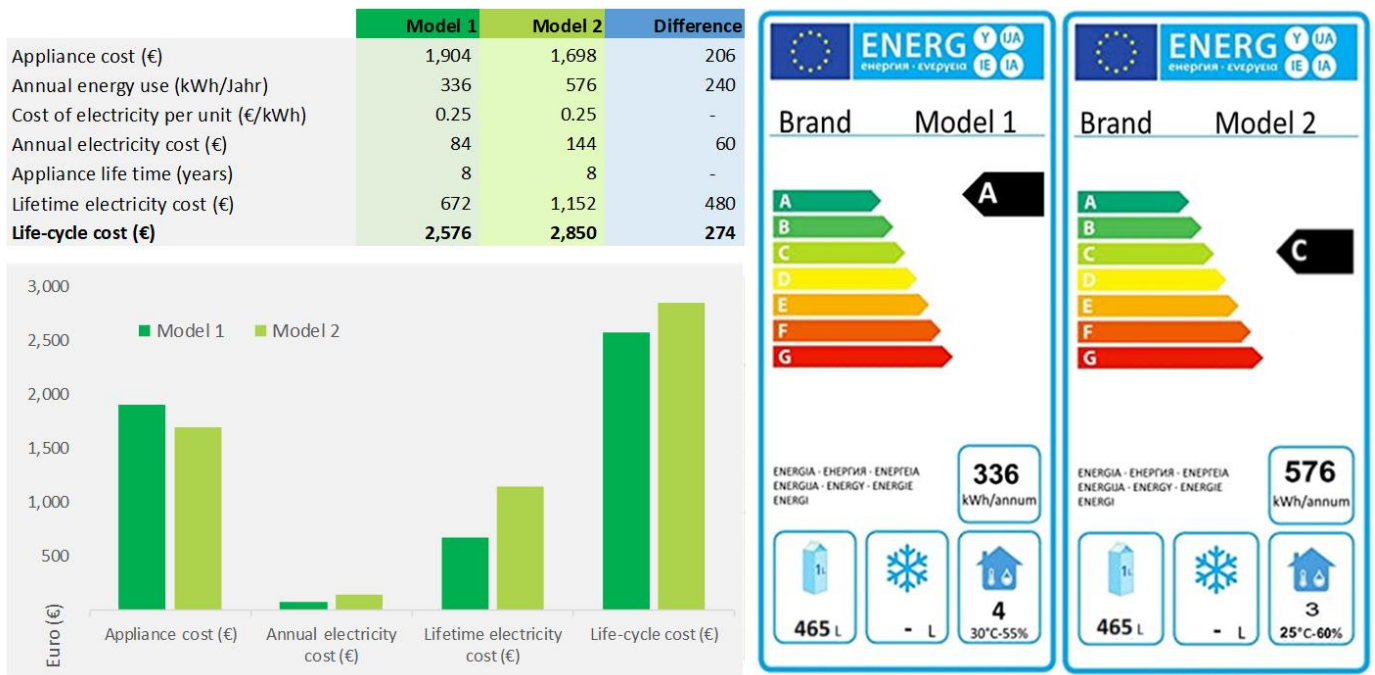 Model 1 Model 2 Difference
Appliance cost (€) 1,904 1,698 206
Annual energy use (kWh/Jahr) 336 576 240
Cost of electricity per unit (€/kWh) 0.25 0.25 -
Annual electricity cost (€) 84 144 60
Appliance life time (years) 8 8 -
Lifetime electricity cost (€) 672 1,152 480
Life-cycle cost (€) 2,576 2,850 274
3,000
2,500
2,000
1,500
1,000
500
Euro (€)
Model 1 Model 2
Appliance cost (€)
Annual electricity
cost (€)
Lifetime electricity
cost (€)
Life-cycle cost (€)
ENERG Y IJA
енергия · ενεργεια IE IA
Brand Model 1
A
A
B
C
D
E
F
G
ENERGIA · ЕНЕРГИЯ · ΕΝΕΡΓΕΙΑ
ENERGIJA · ENERGY · ENERGIE
ENERGI
336
kWh/annum
1L
465 L
- L
4
30°C-55%
ENERG Y IJA
енергия · ενεργεια IE IA
Brand Model 2
A
B
C
C
D
E
F
G
ENERGIA · ЕНЕРГИЯ · ΕΝΕΡΓΕΙΑ
ENERGIJA · ENERGY · ENERGIE
ENERGI
576
kWh/annum
1L
465 L
- L
3
25°C-60%